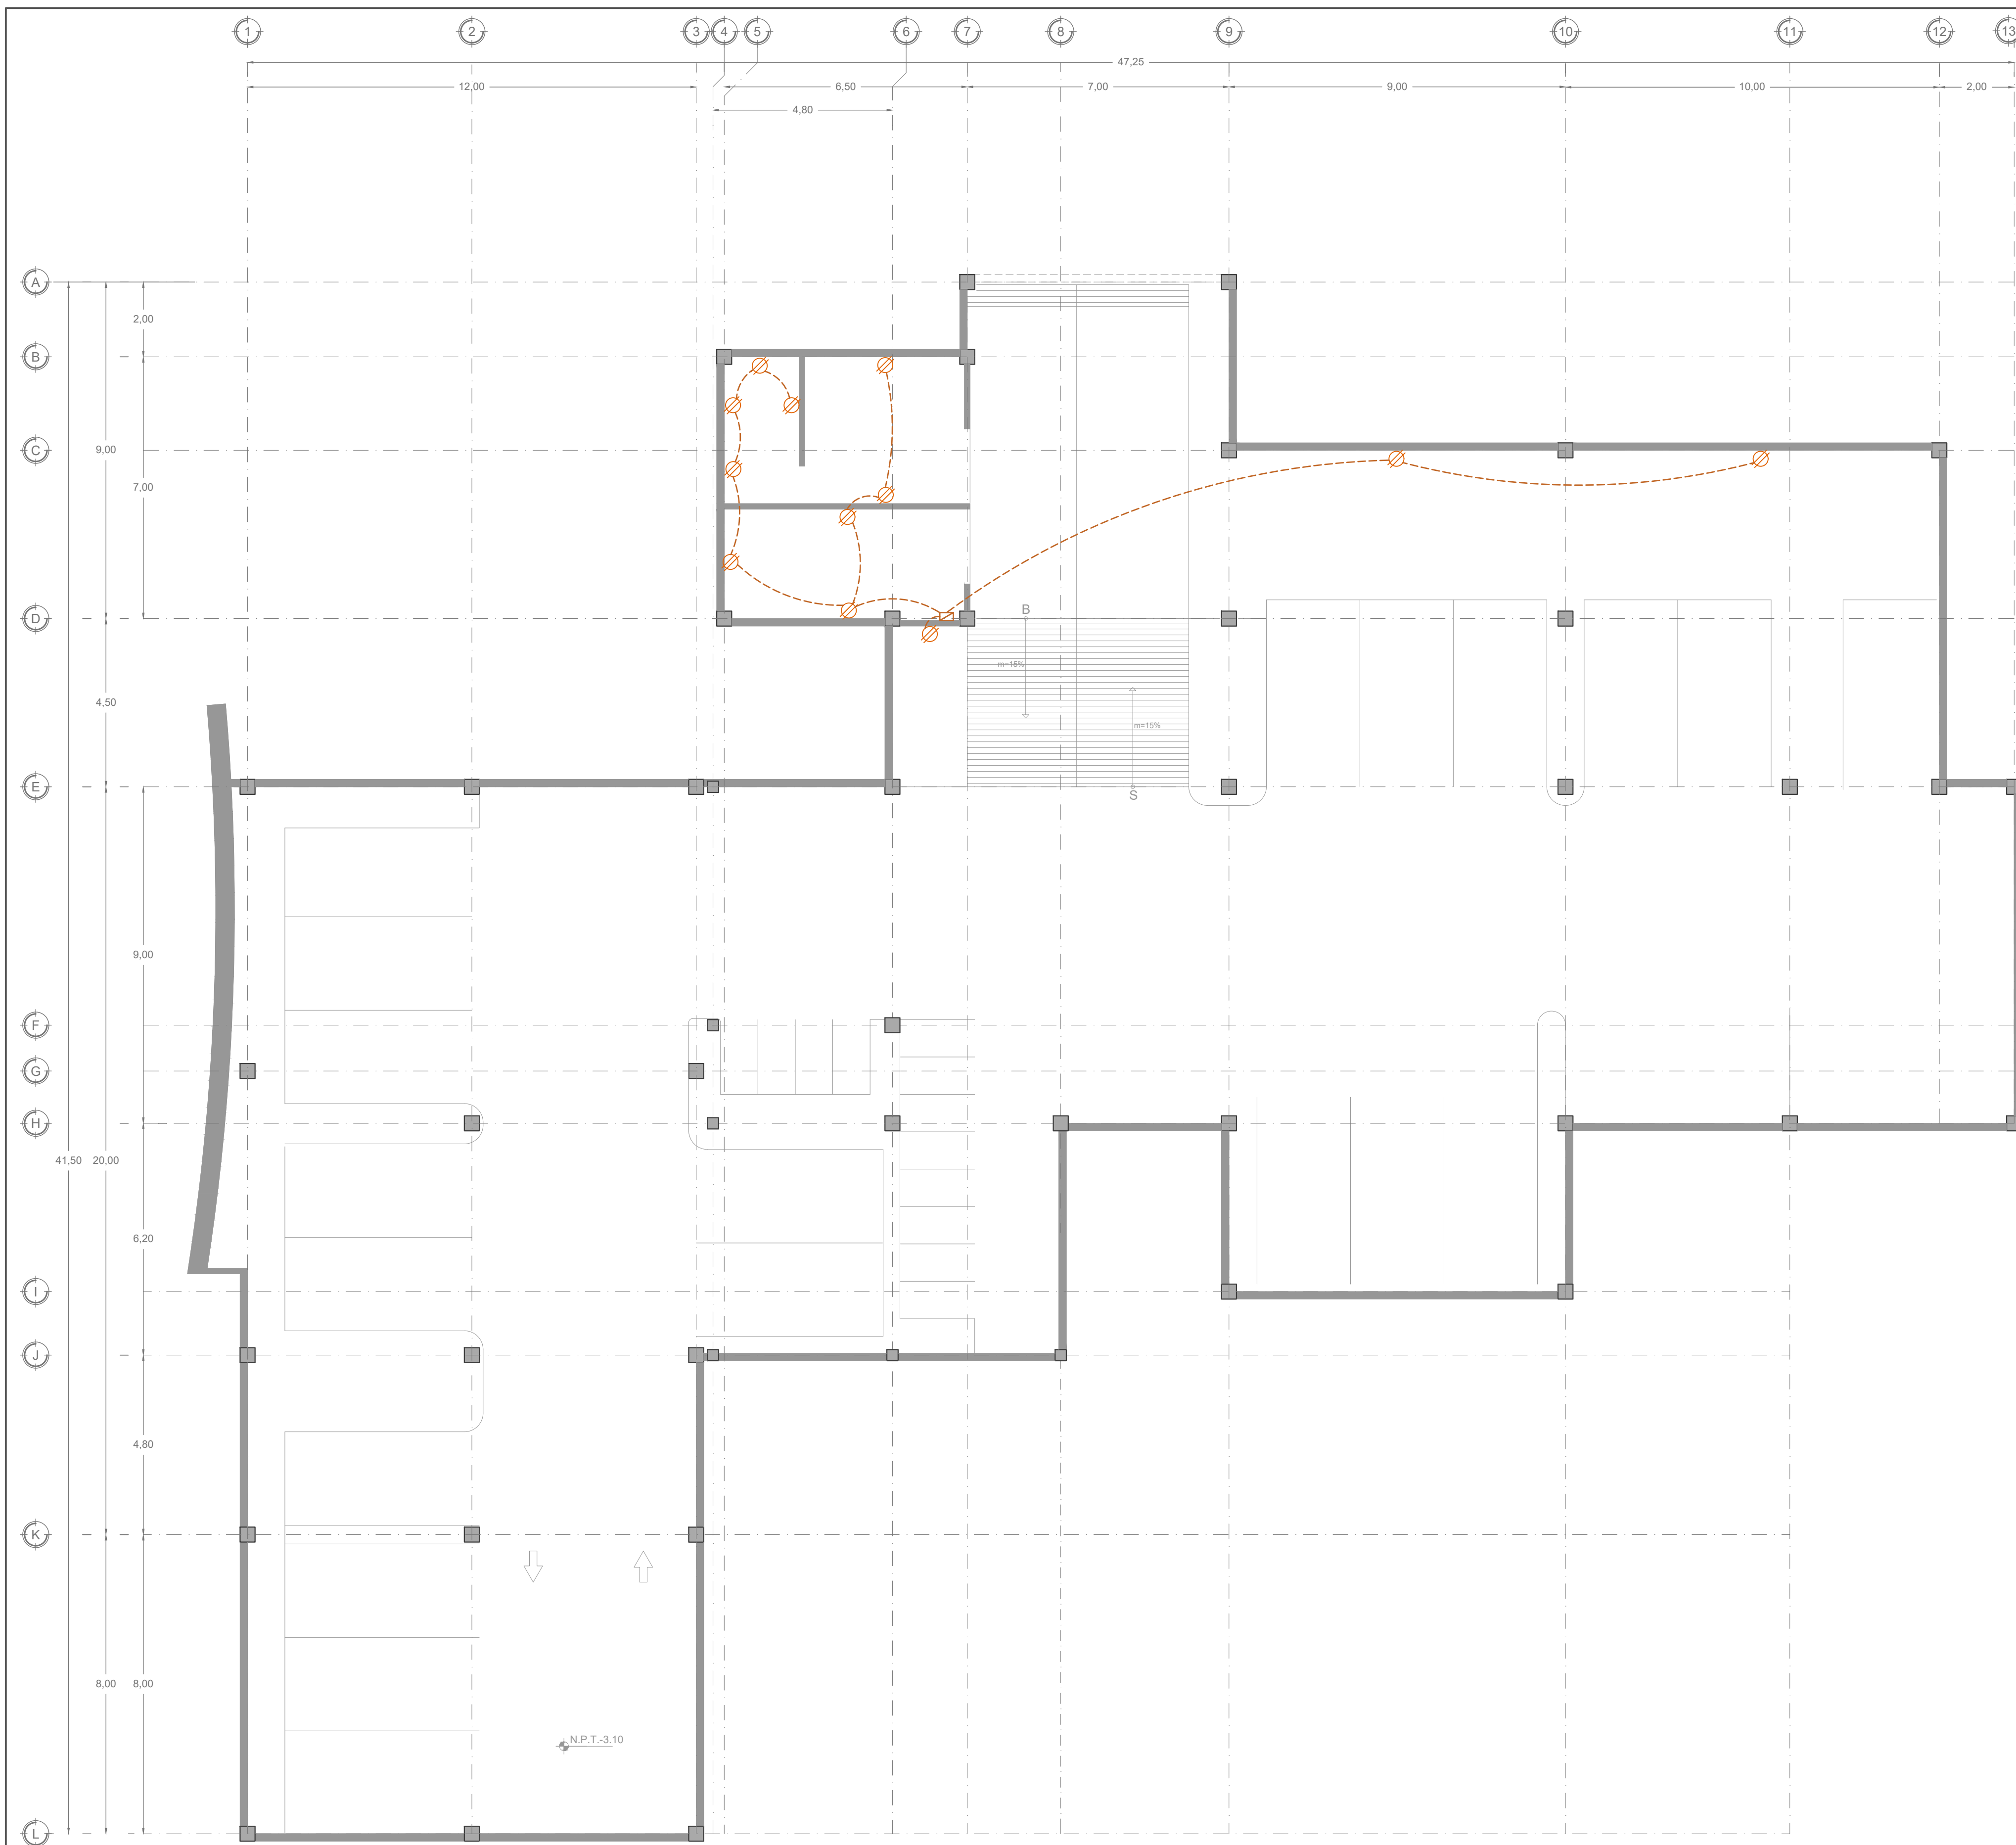 1 2 3 4 5 6 7 8 9 10 11 12 13
47,25
12,00 6,50 7,00 9,00 10,00 2,00
4,80
A
2,00
B
9,00
C
7,00
D
B
m=15%
4,50
m=15%
E
S
9,00
F
G
H
41,50 20,00
6,20
I
J
4,80
K
8,00 8,00
N.P.T.-3.10
L